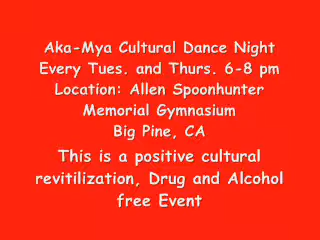 Aka-Mya Cultural Dance Night
Every Tues. and Thurs. 6-8 pm
Location: Allen Spoonhunter
Memorial Gymnasium
Big Pine, CA
This is a positive cultural
revitilization, Drug and Alcohol
free Event